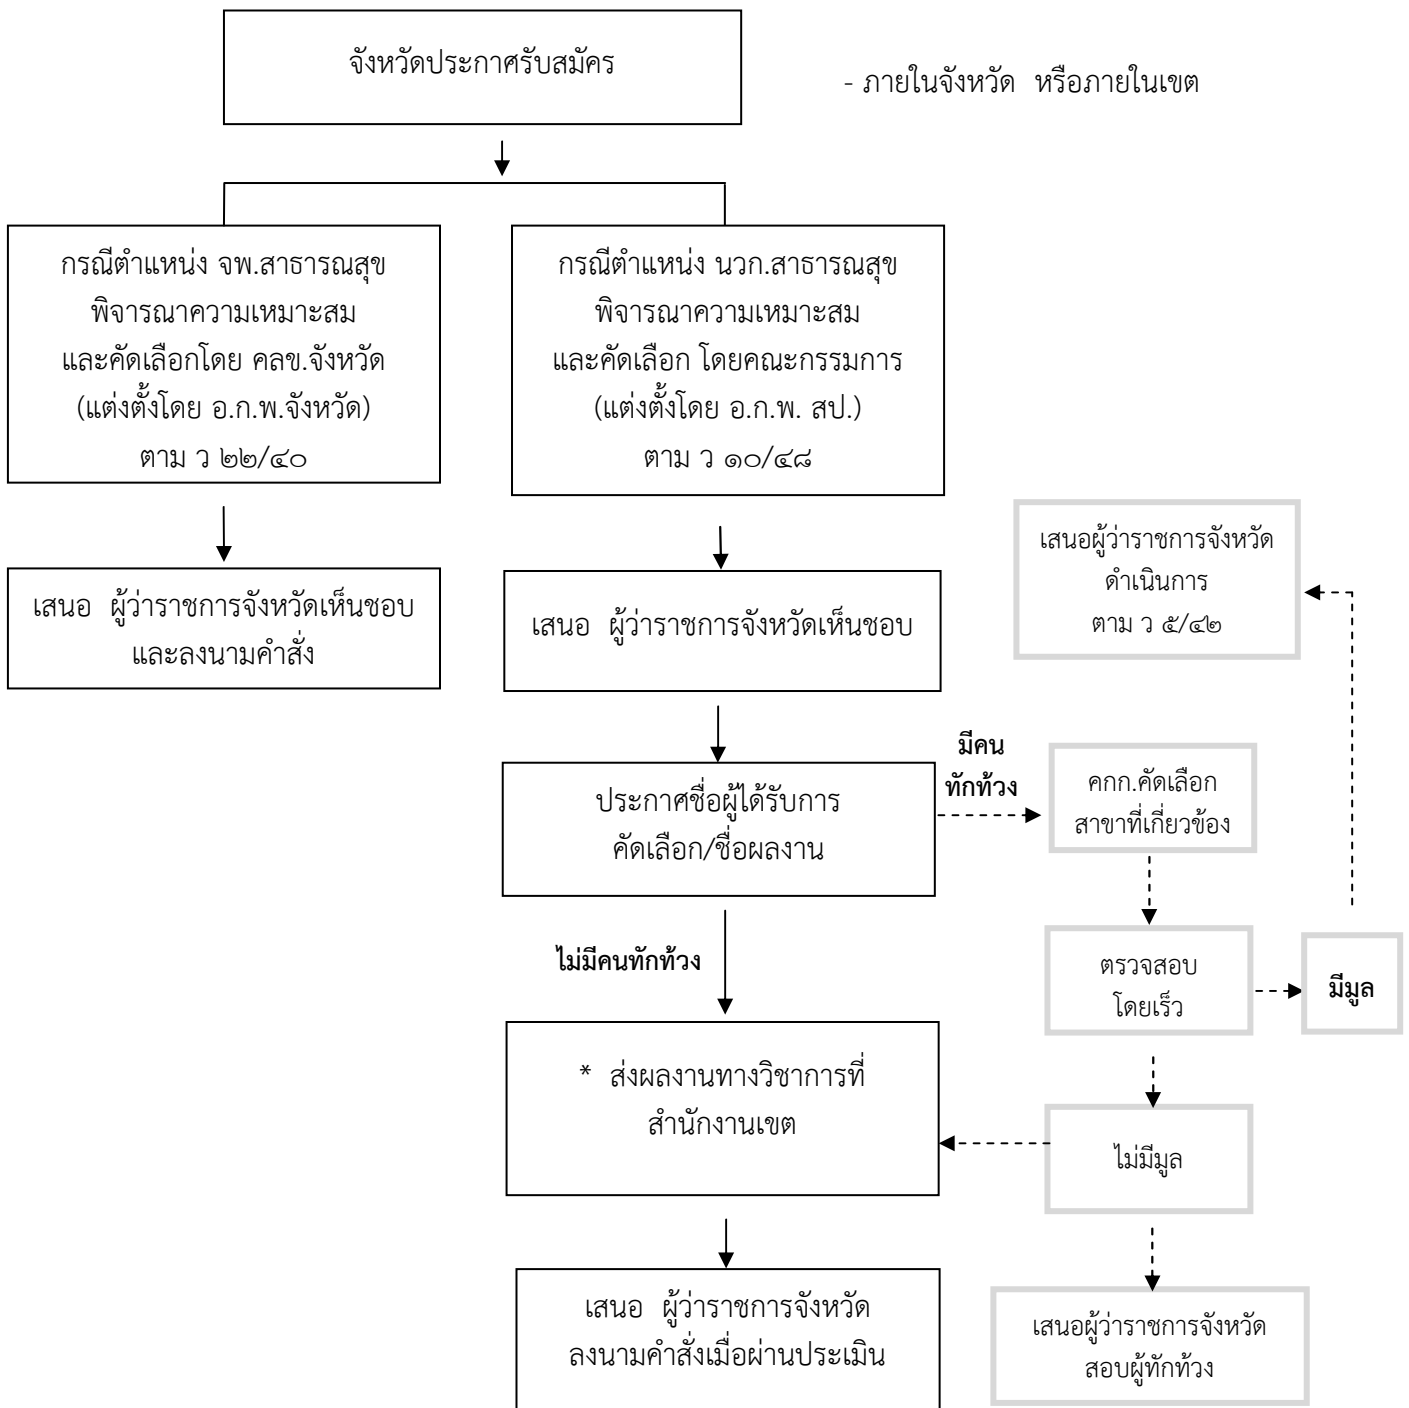 จังหวัดประกาศรับสมัคร
- ภายในจังหวัด หรือภายในเขต
กรณีตำแหน่ง จพ.สาธารณสุข
พิจารณาความเหมาะสม
และคัดเลือกโดย คลข.จังหวัด
(แต่งตั้งโดย อ.ก.พ.จังหวัด)
ตาม ว ๒๒/๔๐
กรณีตำแหน่ง นวก.สาธารณสุข
พิจารณาความเหมาะสม
และคัดเลือก โดยคณะกรรมการ
(แต่งตั้งโดย อ.ก.พ. สป.)
ตาม ว ๑๐/๔๘
เสนอผู้ว่าราชการจังหวัด
ดำเนินการ
ตาม ว ๕/๔๒
เสนอ ผู้ว่าราชการจังหวัดเห็นชอบ
และลงนามคำสั่ง
เสนอ ผู้ว่าราชการจังหวัดเห็นชอบ
ประกาศชื่อผู้ได้รับการ
คัดเลือก/ชื่อผลงาน
มีคน
ทักท้วง
คกก.คัดเลือก
สาขาที่เกี่ยวข้อง
ไม่มีคนทักท้วง
ตรวจสอบ
โดยเร็ว
มีมูล
* ส่งผลงานทางวิชาการที่
สำนักงานเขต
ไม่มีมูล
เสนอ ผู้ว่าราชการจังหวัด
ลงนามคำสั่งเมื่อผ่านประเมิน
เสนอผู้ว่าราชการจังหวัด
สอบผู้ทักท้วง